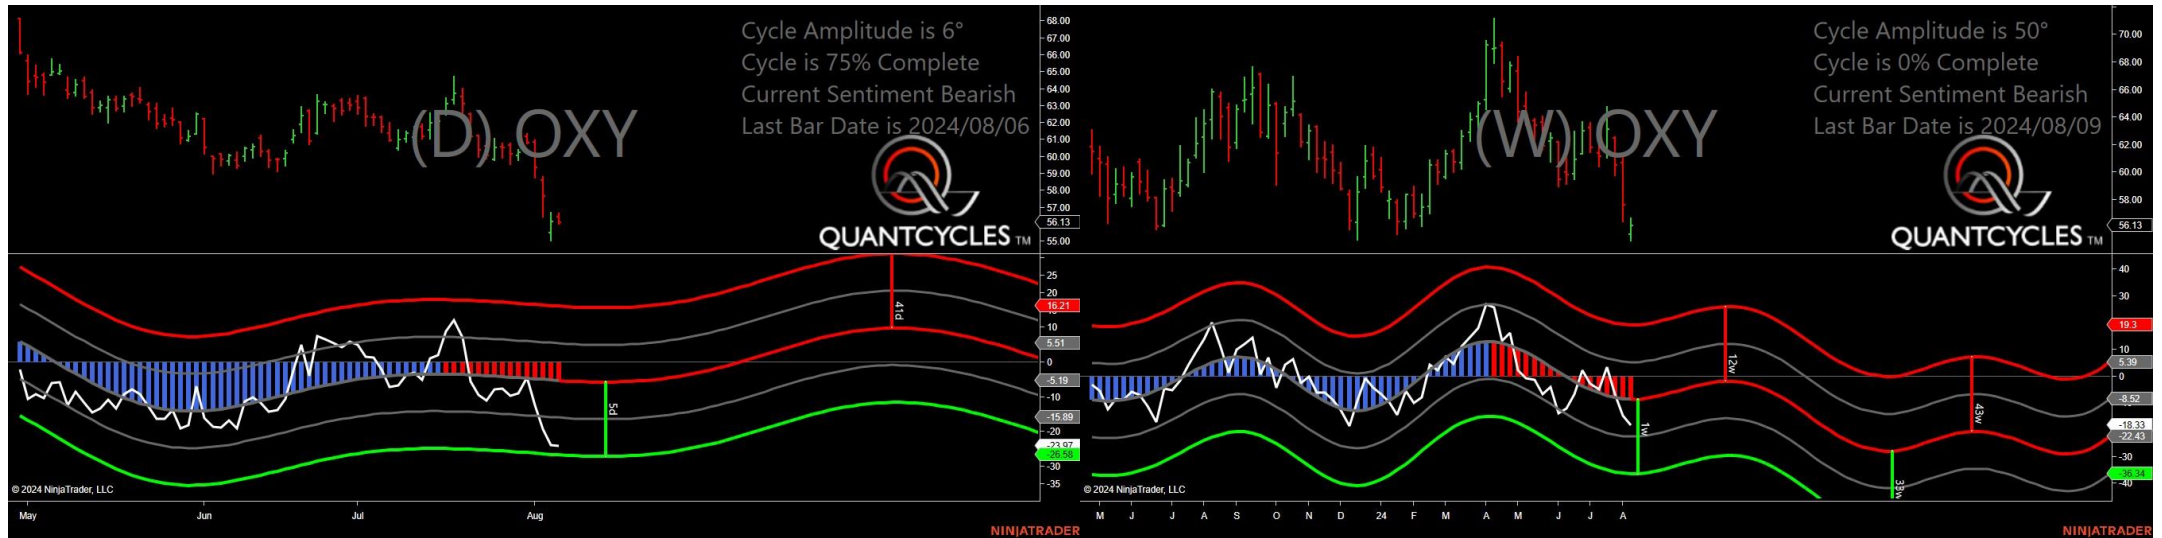 Cycle Amplitude is 6°
Cycle is 75% Complete
Current Sentiment Bearish
Last Bar Date is 2024/08/06
(D) OXY
QUANTCYCLES TM
68.00
67.00
66.00
65.00
64.00
63.00
62.00
61.00
60.00
59.00
58.00
57.00
56.13
55.00
25
20
16.21
10
5.51
0
-5.19
-10
-15.89
-20
-23.97
-26.58
-30
-35
41d
5d
© 2024 NinjaTrader, LLC
May Jun Jul Aug
NINJATRADER
Cycle Amplitude is 50°
Cycle is 0% Complete
Current Sentiment Bearish
Last Bar Date is 2024/08/09
(W) OXY
QUANTCYCLES TM
70.00
68.00
66.00
64.00
62.00
60.00
58.00
56.13
40
30
19.3
10
5.39
0
-8.52
-18.33
-22.43
-30
-36.34
-40
12w
1w
43w
33w
© 2024 NinjaTrader, LLC
M J J A S O N D 24 F M A M J J A
NINJATRADER